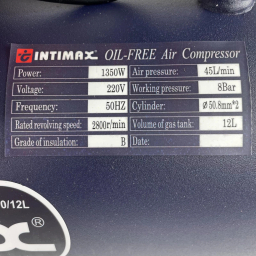 INTIMAX OIL-FREE Air Compressor
Power: 1350W Air pressure: 45L/min
Voltage: 220V Working pressure: 8Bar
Frequency: 50HZ Cylinder: Ø50.8mm*2
Rated revolving speed: 2800r/min Volume of gas tank: 12L
Grade of insulation: B Date:
0/12L
X ®